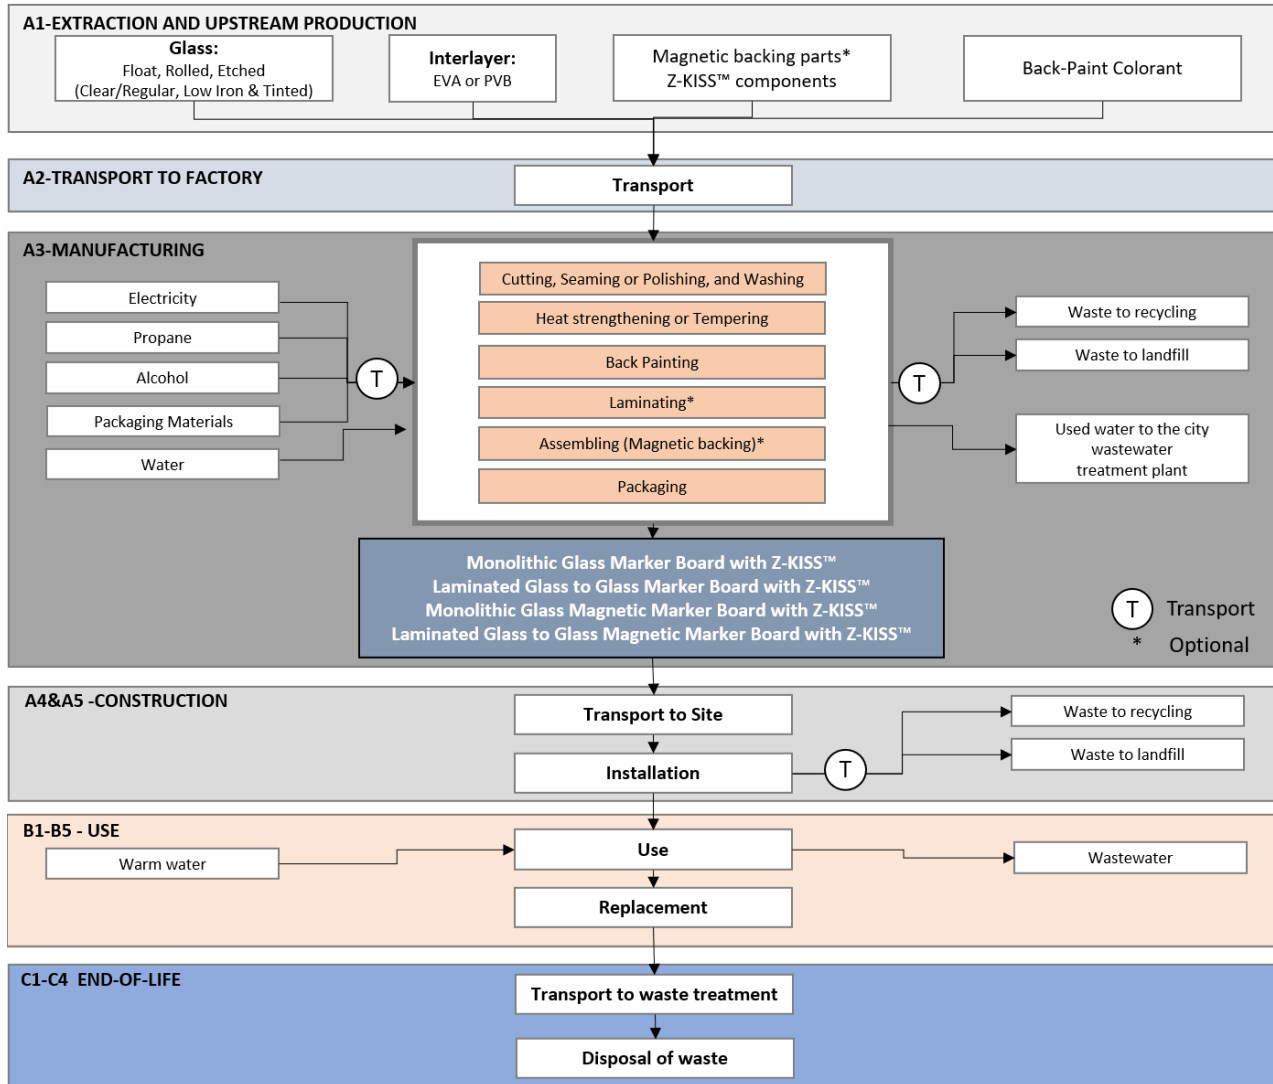 A1-EXTRACTION AND UPSTREAM PRODUCTION
Glass:
Float, Rolled, Etched
(Clear/Regular, Low Iron & Tinted)
Interlayer:
EVA or PVB
Magnetic backing parts*
Z-KISS™ components
Back-Paint Colorant
A2-TRANSPORT TO FACTORY
Transport
A3-MANUFACTURING
Electricity
Propane
Alcohol
Packaging Materials
Water
T
Cutting, Seaming or Polishing, and Washing
Heat strengthening or Tempering
Back Painting
Laminating*
Assembling (Magnetic backing)*
Packaging
T
Waste to recycling
Waste to landfill
Used water to the city
wastewater
treatment plant
Monolithic Glass Marker Board with Z-KISS™
Laminated Glass to Glass Marker Board with Z-KISS™
Monolithic Glass Magnetic Marker Board with Z-KISS™
Laminated Glass to Glass Magnetic Marker Board with Z-KISS™
T Transport
* Optional
A4&A5 -CONSTRUCTION
Transport to Site
Installation
T
Waste to recycling
Waste to landfill
B1-B5 - USE
Warm water
Use
Wastewater
Replacement
C1-C4 END-OF-LIFE
Transport to waste treatment
Disposal of waste